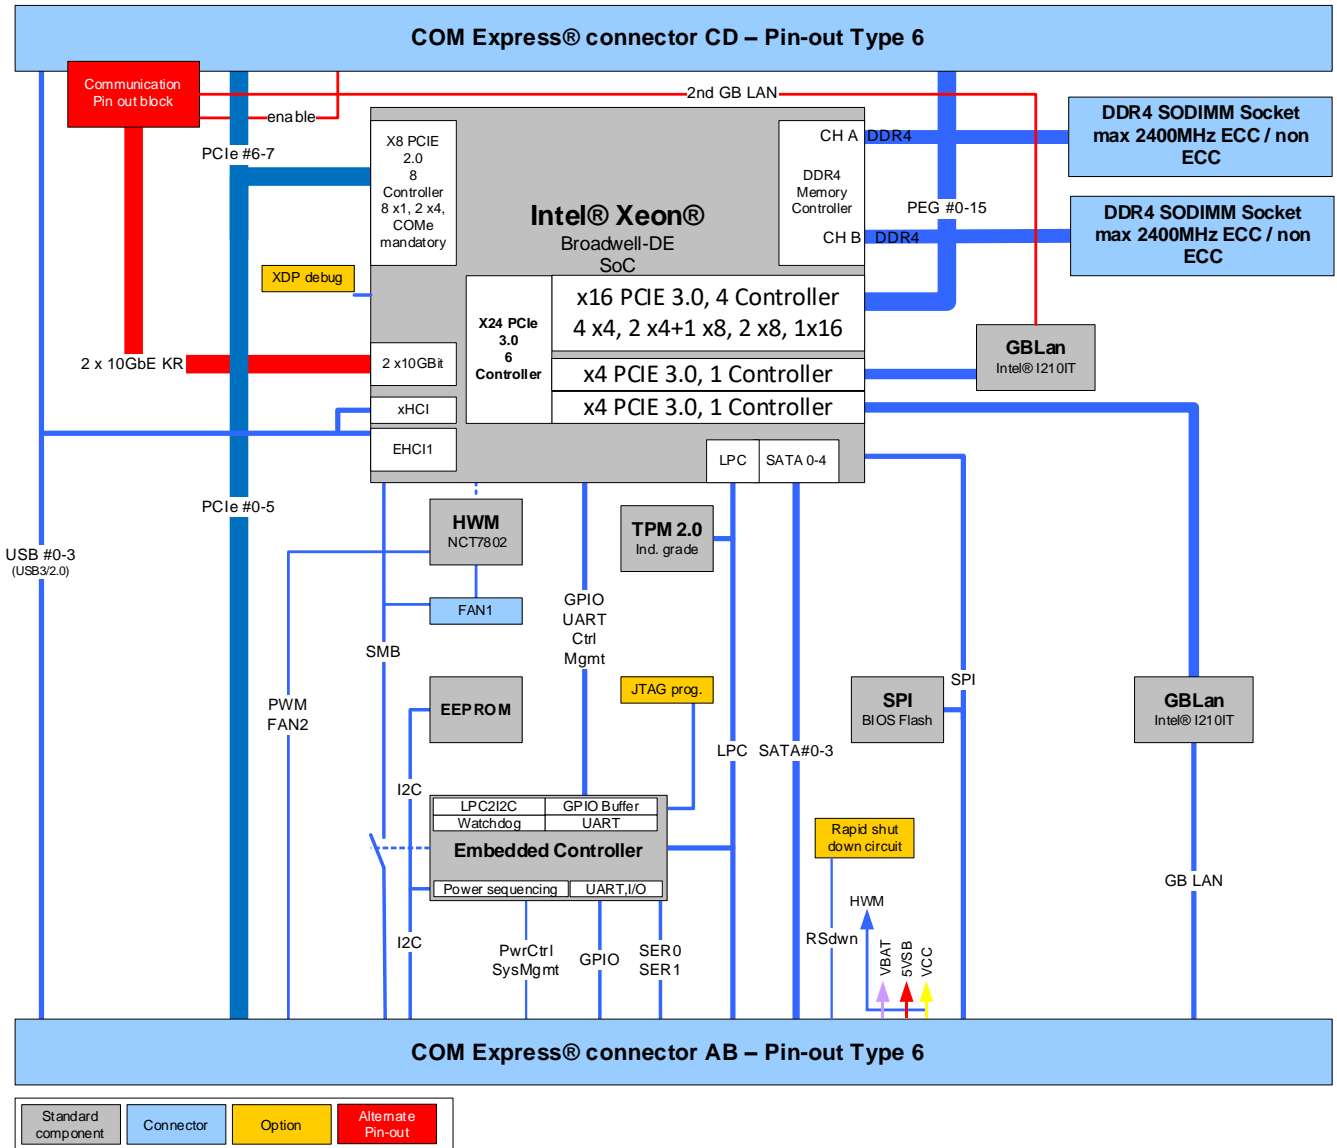 COM Express® connector CD – Pin-out Type 6
Communication
Pin out block
2nd GB LAN
enable
DDR4 SODIMM Socket
max 2400MHz ECC / non
ECC
PCIe #6-7
X8 PCIE
2.0
8
Controller
8 x1, 2 x4,
COMe
mandatory
CH A
DDR4
DDR4
Memory
Controller
CH B
DDR4
PEG #0-15
DDR4 SODIMM Socket
max 2400MHz ECC / non
ECC
Intel® Xeon®
Broadwell-DE
SoC
XDP debug
X24 PCIe
3.0
6
Controller
x16 PCIE 3.0, 4 Controller
4 x4, 2 x4+1 x8, 2 x8, 1x16
x4 PCIE 3.0, 1 Controller
x4 PCIE 3.0, 1 Controller
GBLan
Intel® I210IT
2 x 10GbE KR
2 x10GBit
xHCI
EHCI1
LPC
SATA 0-4
PCIe #0-5
USB #0-3
(USB3/2.0)
HWM
NCT7802
TPM 2.0
Ind. grade
FAN1
GPIO
UART
Ctrl
Mgmt
SMB
PWM
FAN2
EEPROM
JTAG prog.
SPI
BIOS Flash
SPI
GBLan
Intel® I210IT
LPC
SATA#0-3
I2C
LPC2I2C
GPIO Buffer
Watchdog
UART
Embedded Controller
Power sequencing
UART,I/O
Rapid shut
down circuit
GB LAN
HWM
I2C
PwrCtrl
SysMgmt
GPIO
SER0
SER1
RSdwn
VBAT
5VSB
VCC
COM Express® connector AB – Pin-out Type 6
Standard
component
Connector
Option
Alternate
Pin-out